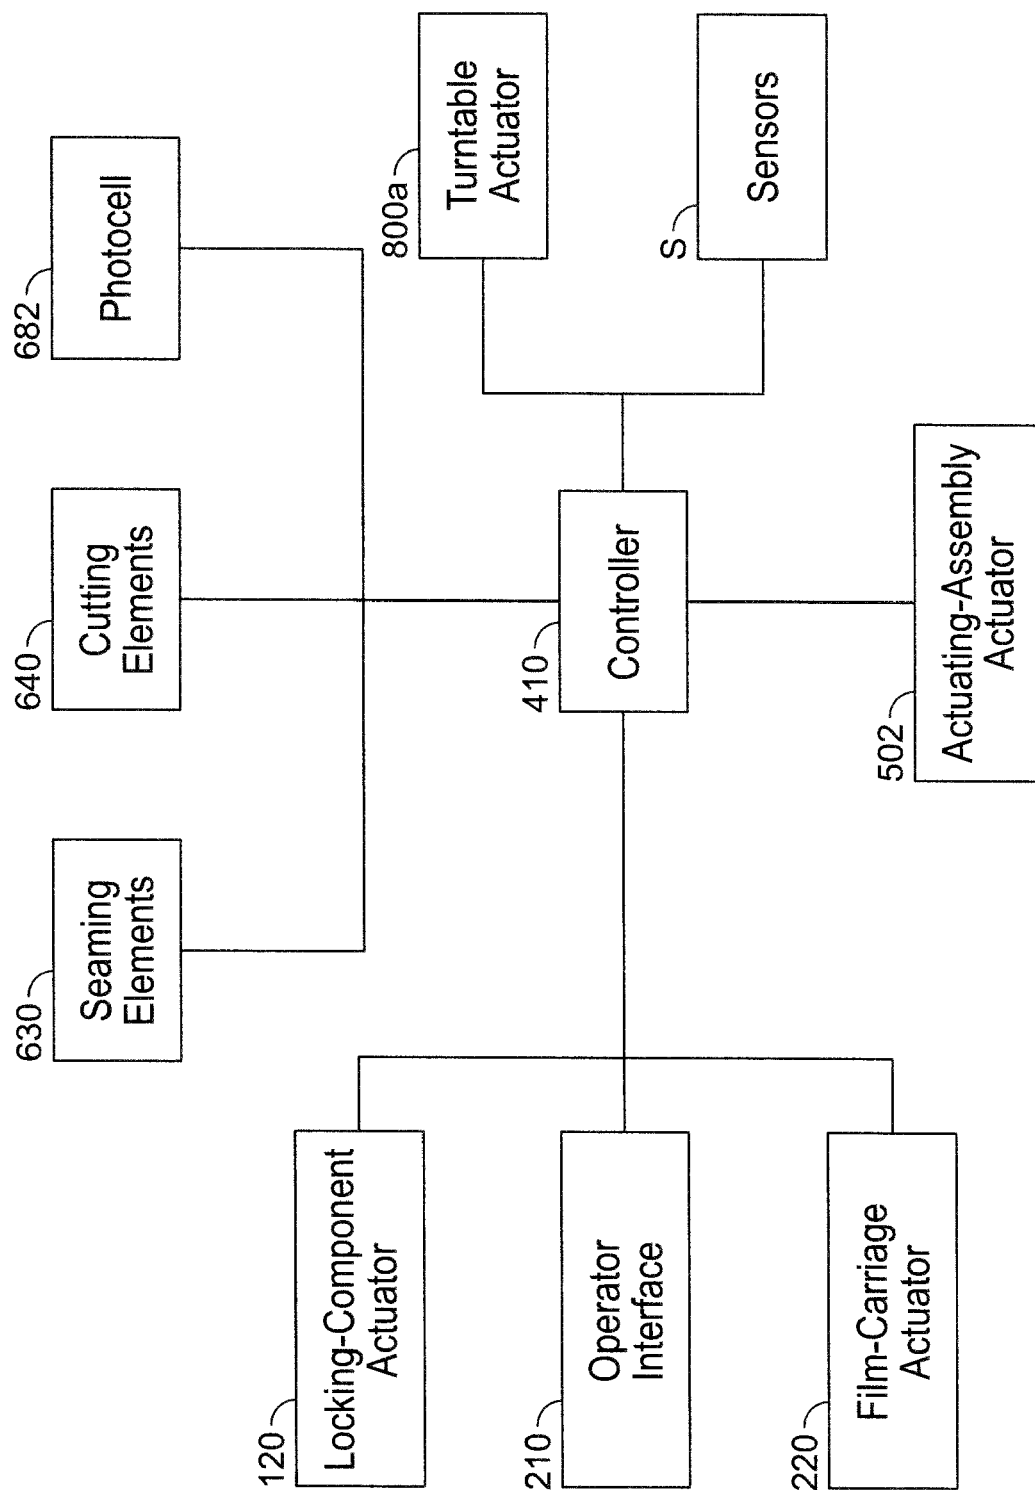 630
Seaming
Elements
640
Cutting
Elements
682
Photocell
120
Locking-Component
Actuator
210
Operator
Interface
220
Film-Carriage
Actuator
410
Controller
800a
Turntable
Actuator
S
Sensors
502
Actuating-Assembly
Actuator